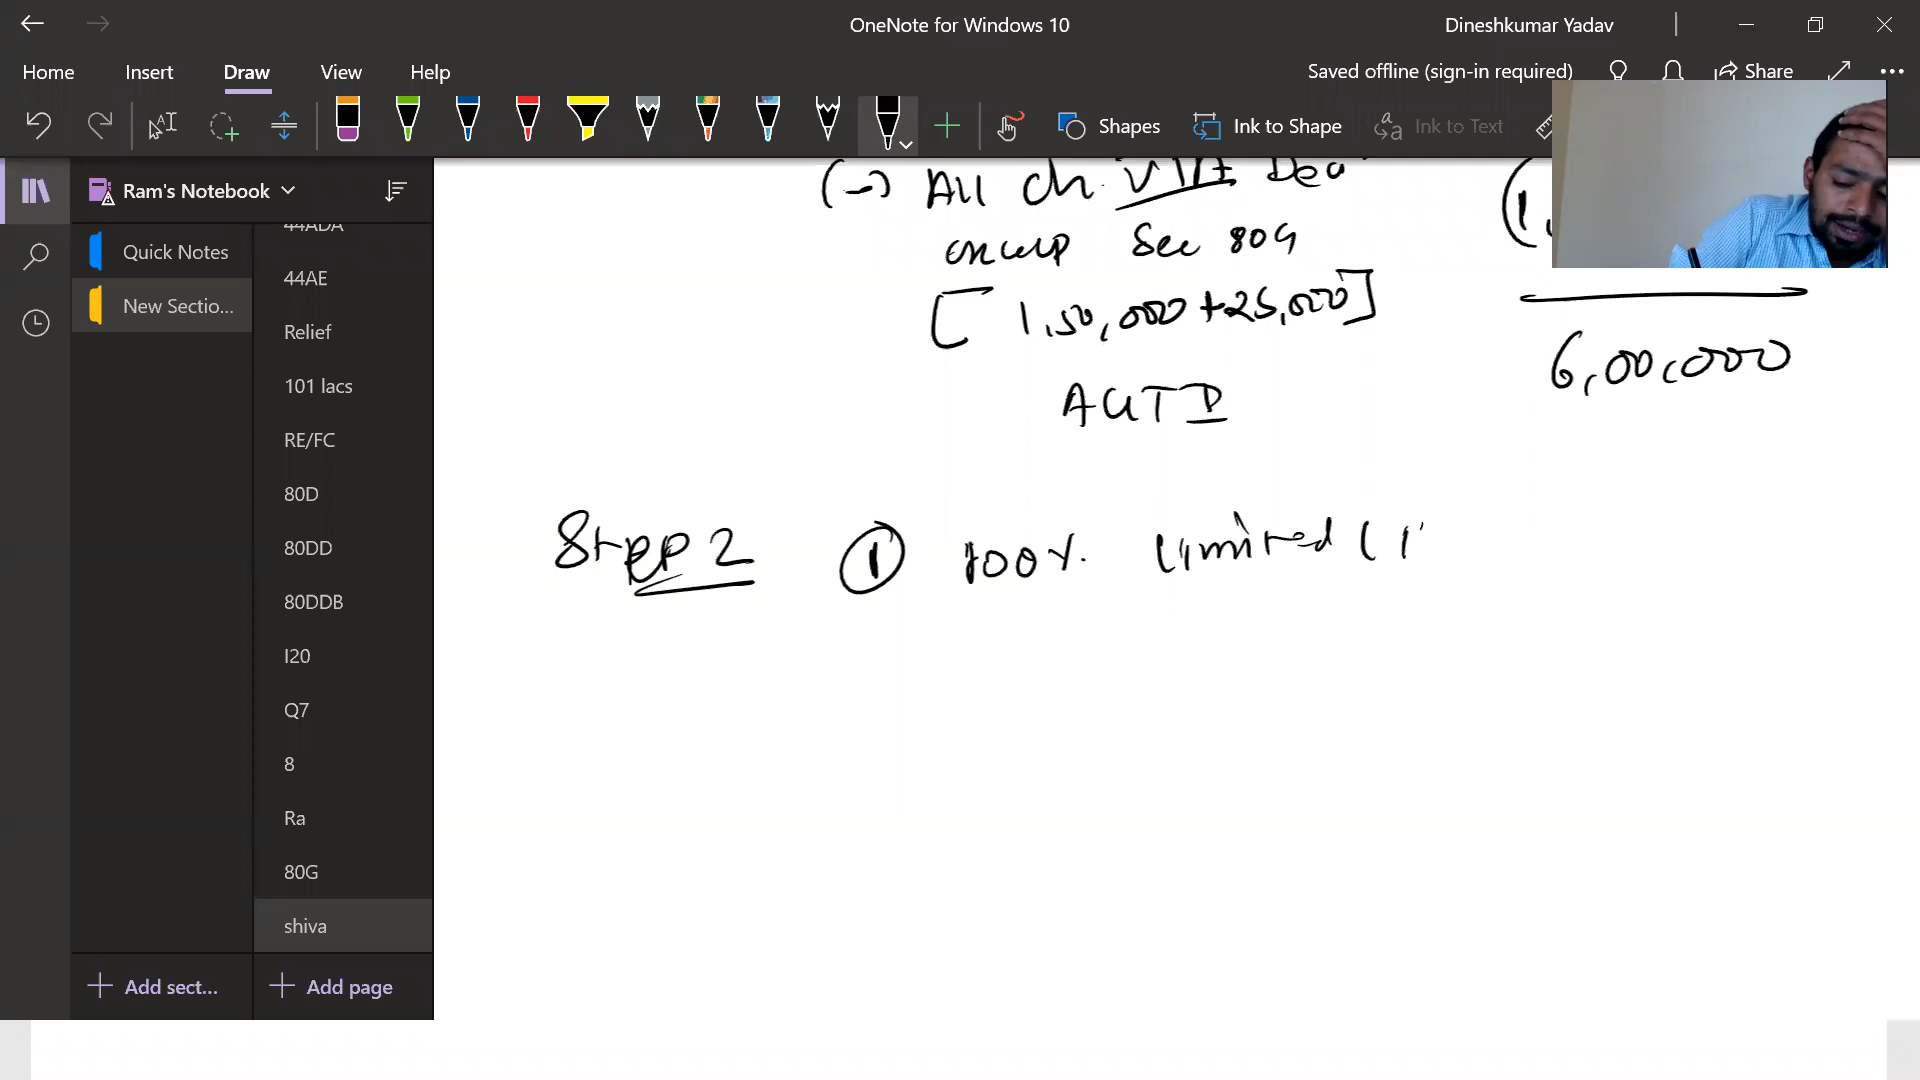 OneNote for Windows 10
Dineshkumar Yadav
Home Insert Draw View Help
Saved offline (sign-in required)
Share
Shapes
Ink to Shape
Ink to Text
Ram's Notebook
Quick Notes
New Sectio...
44ADA
44AE
Relief
101 lacs
RE/FC
80D
80DD
80DDB
I20
Q7
8
Ra
80G
shiva
Add sect...
Add page
(-) All Ch. VIA Ded
Sec 80G
[ 1,50,000 + 25,000 ]
6,00,000
AGTI
Step 2 ① 100% limited (